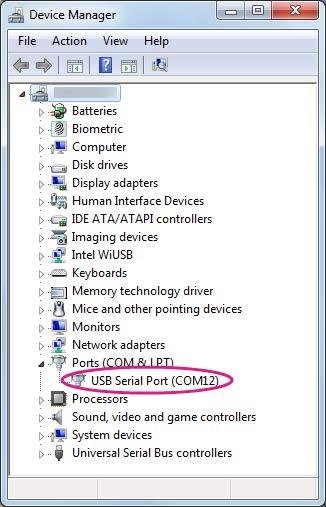 Device Manager
File Action View Help
Batteries
Biometric
Computer
Disk drives
Display adapters
Human Interface Devices
IDE ATA/ATAPI controllers
Imaging devices
Intel WiUSB
Keyboards
Memory technology driver
Mice and other pointing devices
Monitors
Network adapters
Ports (COM & LPT)
USB Serial Port (COM12)
Processors
Sound, video and game controllers
System devices
Universal Serial Bus controllers